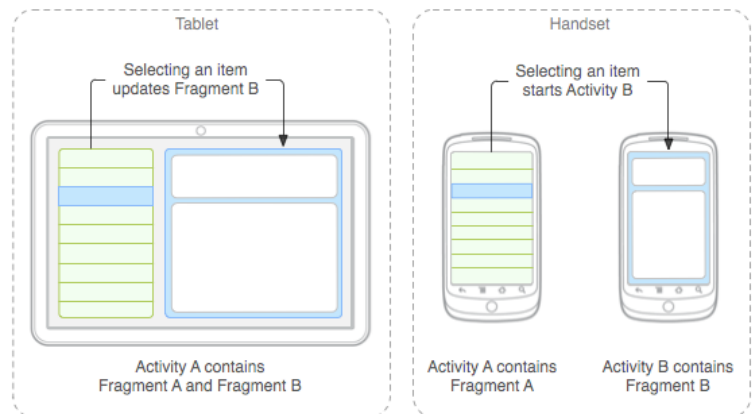 Tablet
Selecting an item
updates Fragment B
Activity A contains
Fragment A and Fragment B
Handset
Selecting an item
starts Activity B
Activity A contains
Fragment A
Activity B contains
Fragment B